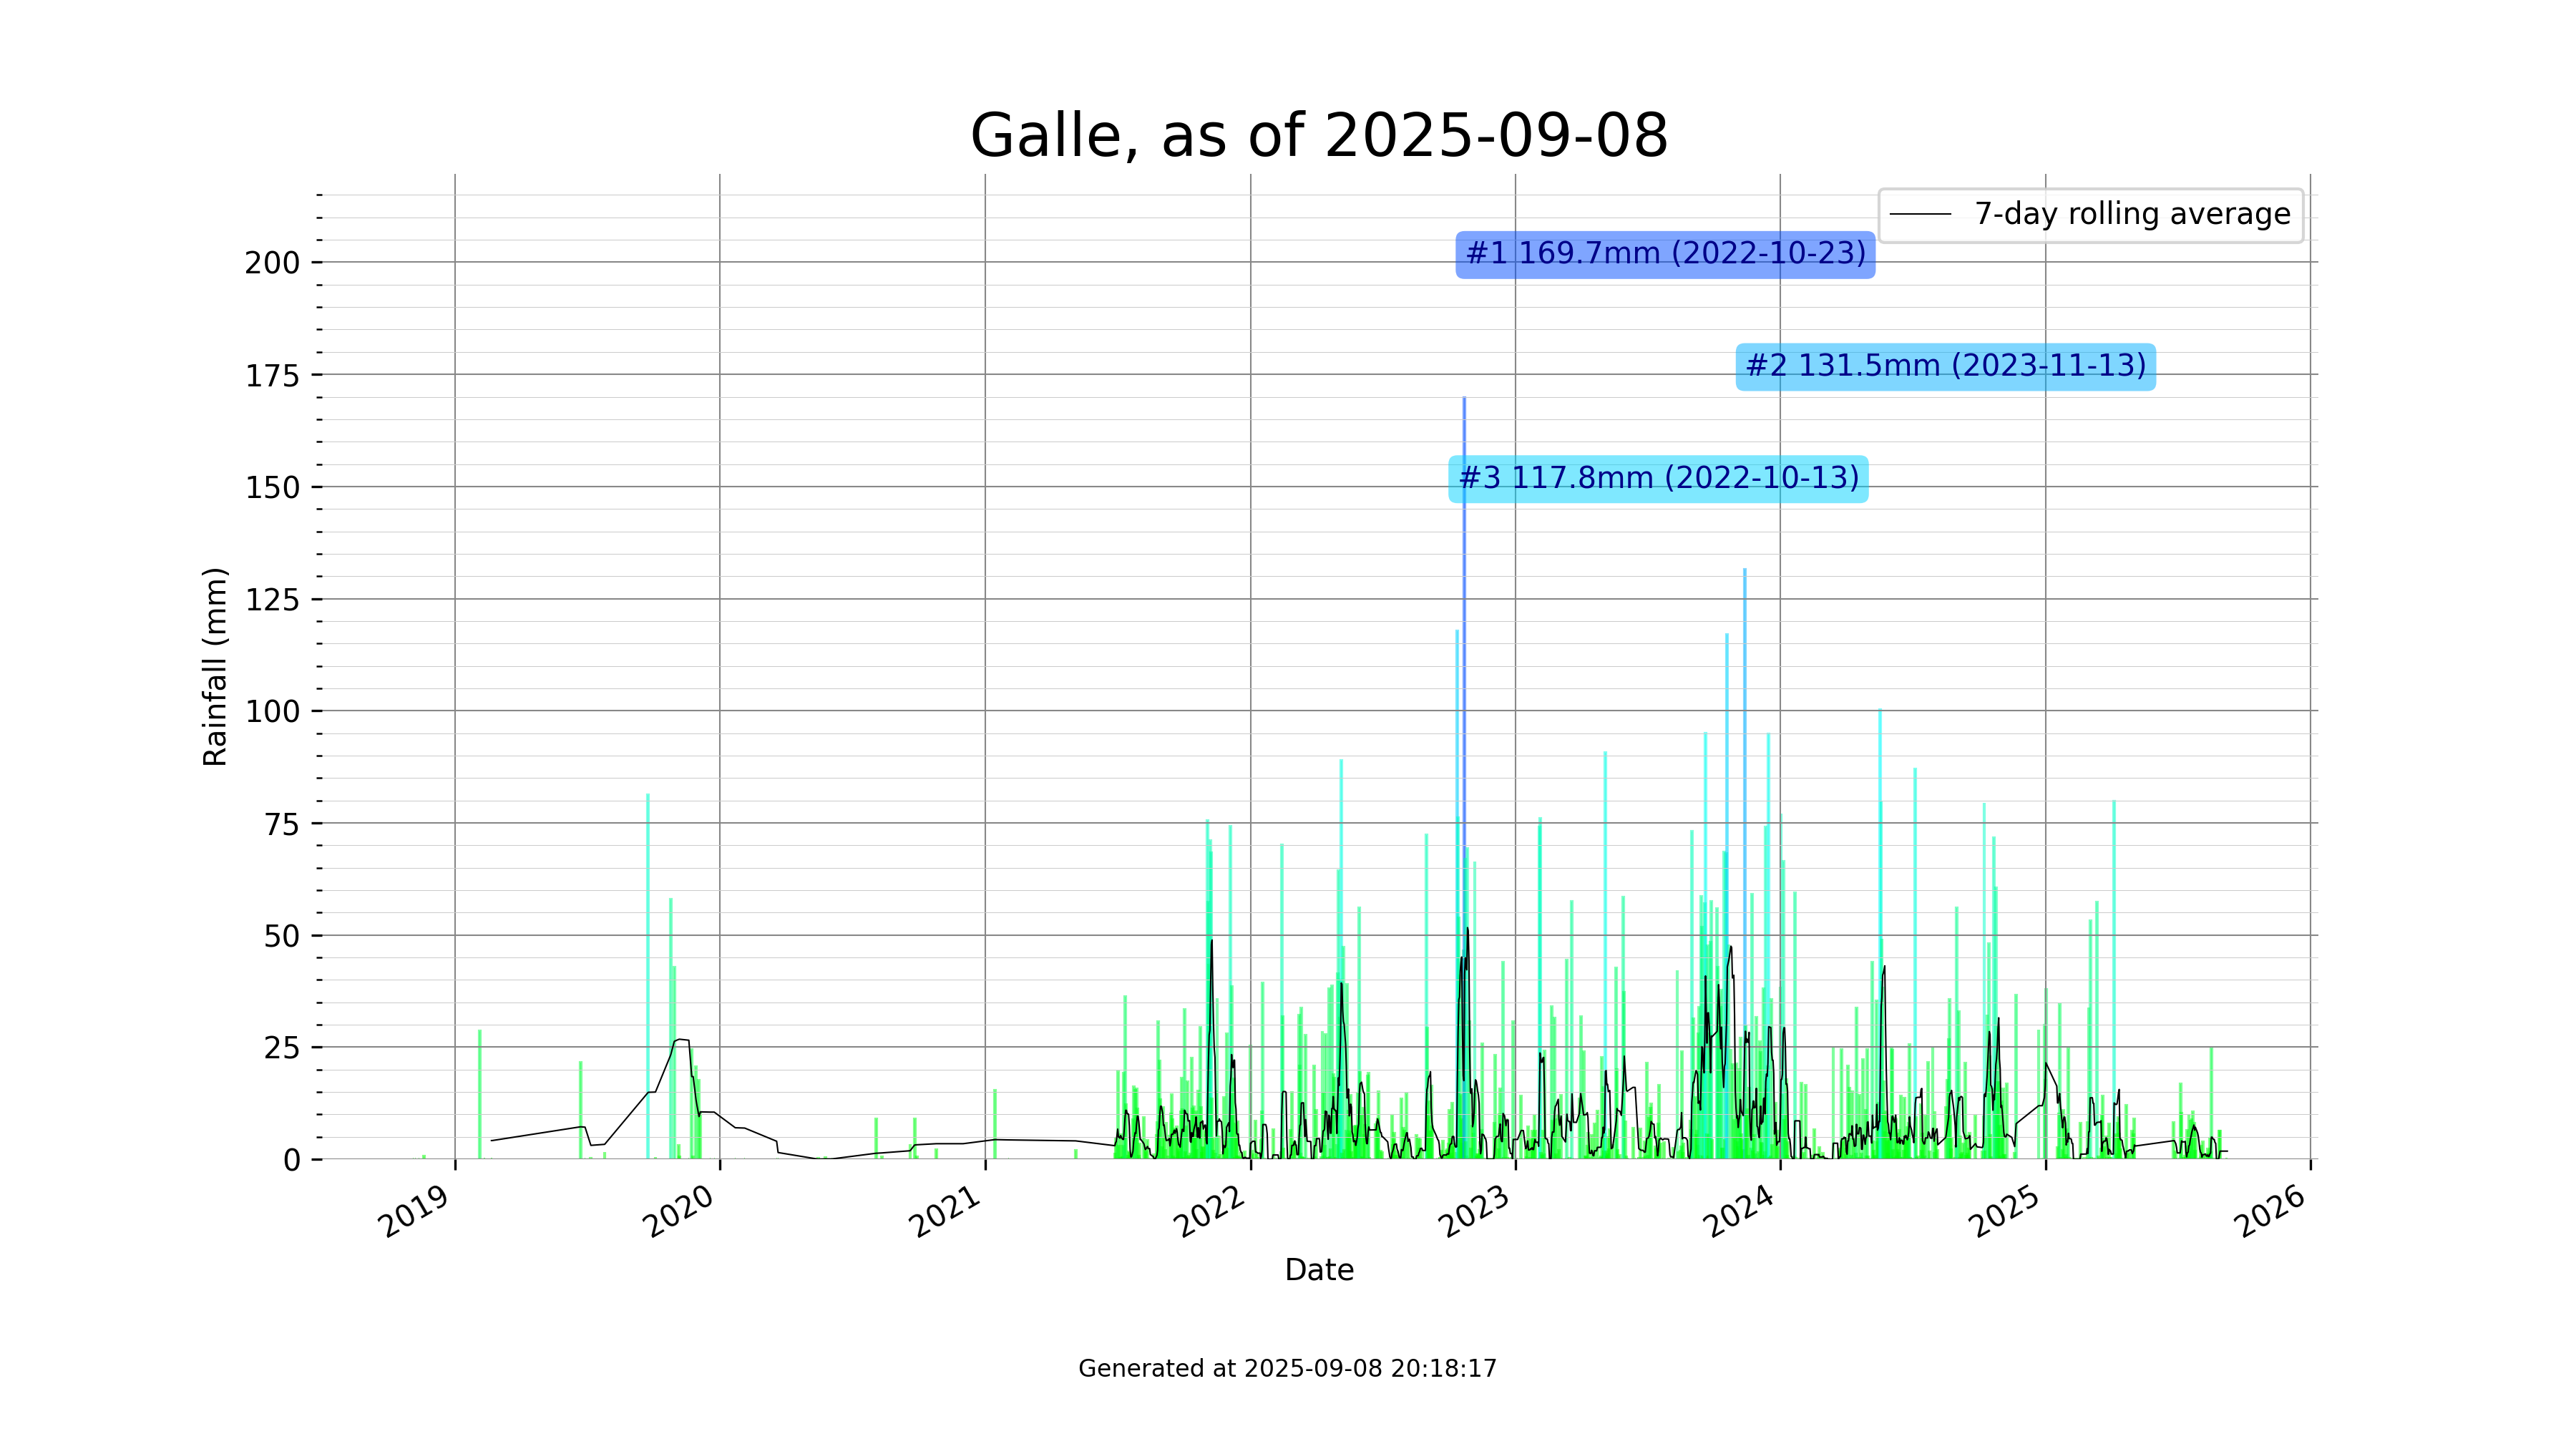 Galle, as of 2025-09-08
7-day rolling average
#1 169.7mm (2022-10-23)
#2 131.5mm (2023-11-13)
#3 117.8mm (2022-10-13)
Rainfall (mm)
200
175
150
125
100
75
50
25
0
2019 2020 2021 2022 2023 2024 2025 2026
Date
Generated at 2025-09-08 20:18:17